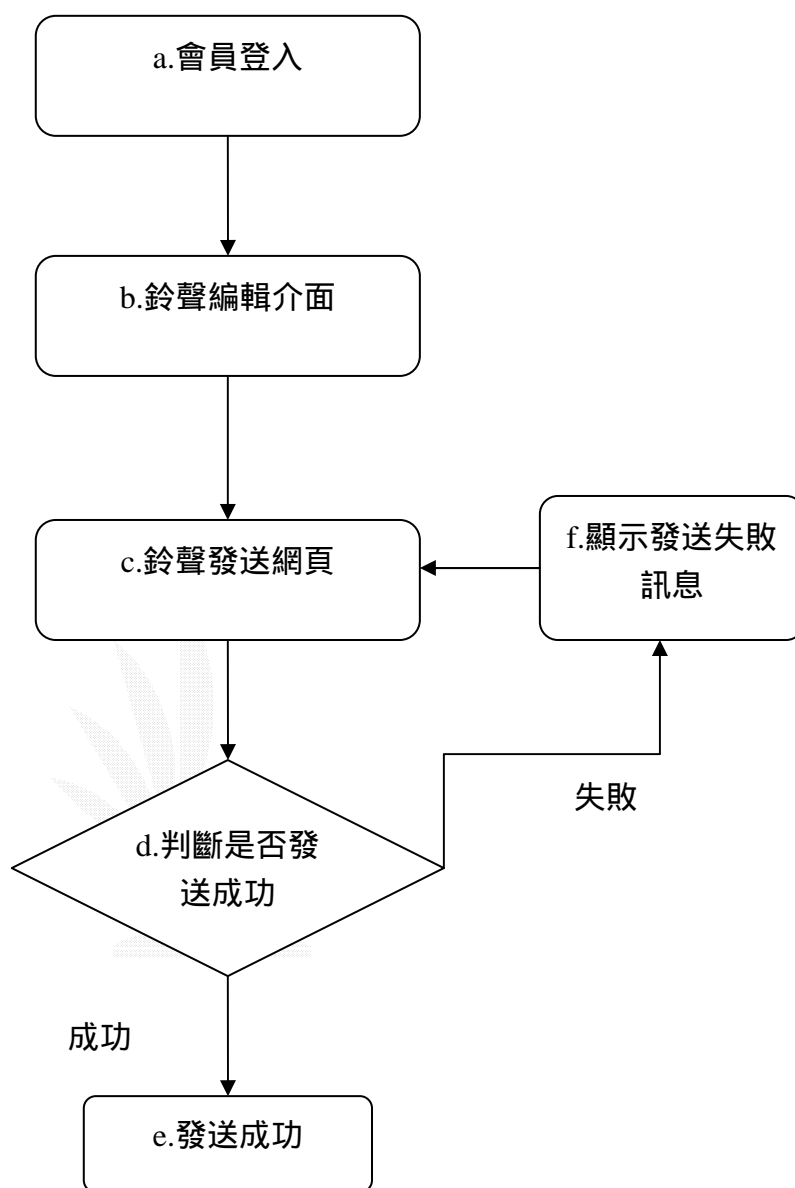 a.會員登入
b.鈴聲編輯介面
c.鈴聲發送網頁
f.顯示發送失敗
訊息
失敗
d.判斷是否發
送成功
成功
e.發送成功